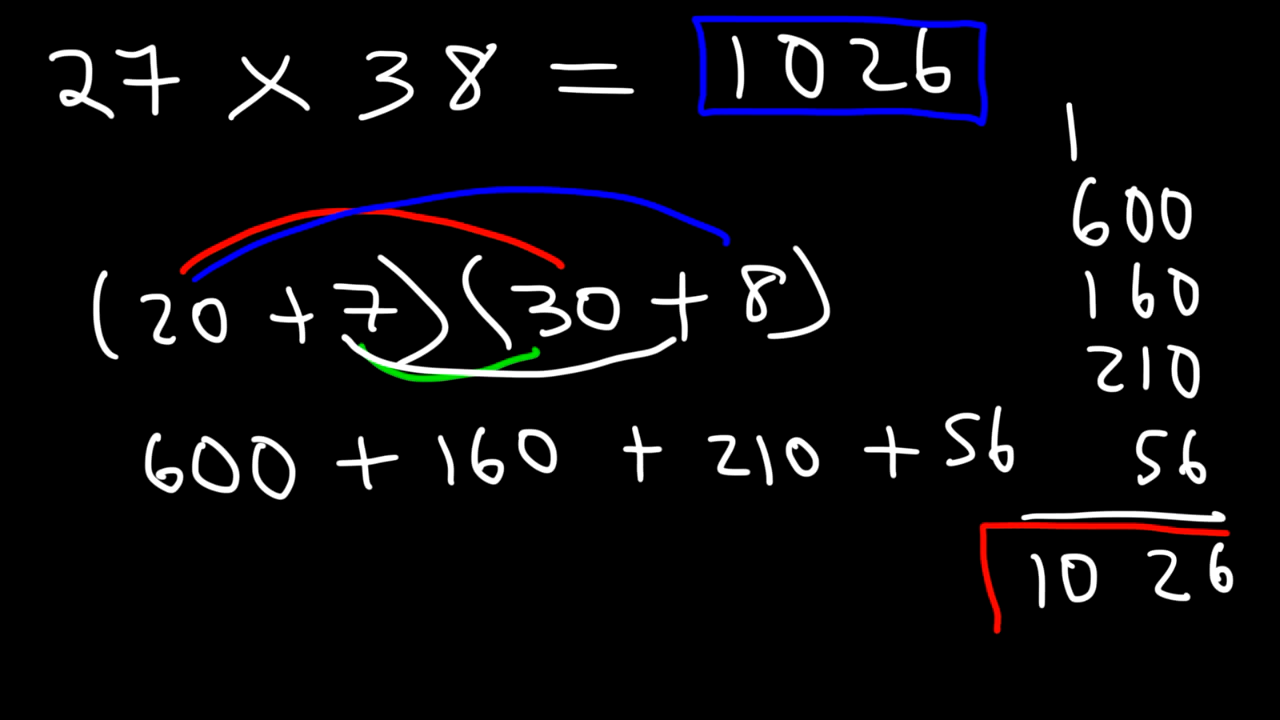 27 × 38 = 1026
(20 + 7)(30 + 8)
600 + 160 + 210 + 56
1
600
160
210
56
1026